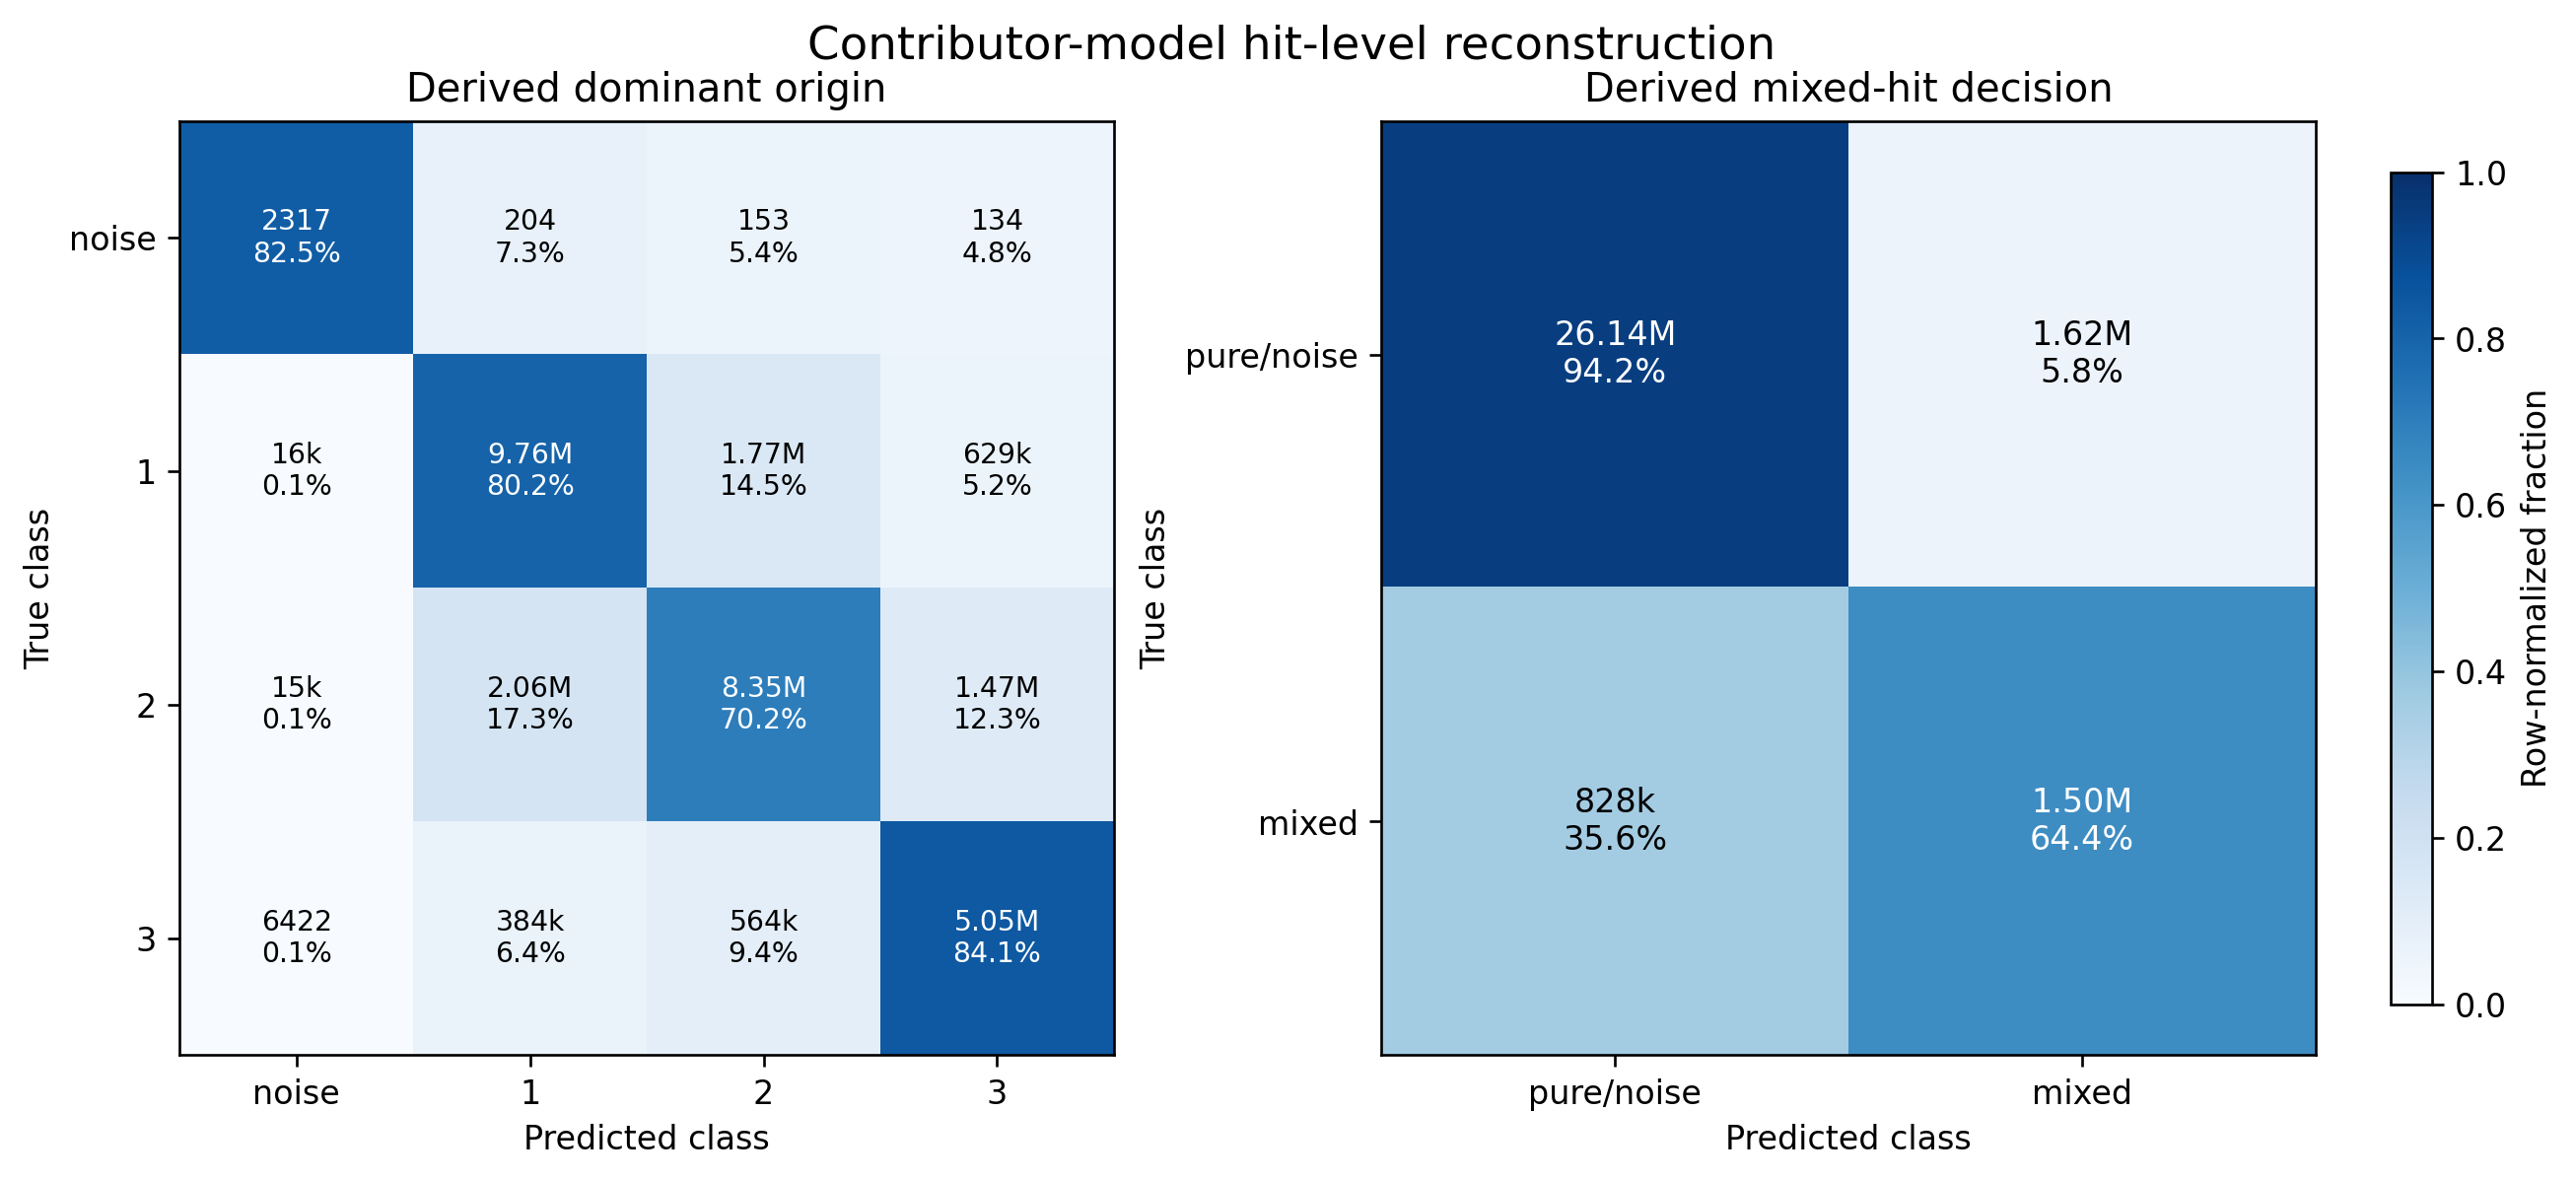 Contributor-model hit-level reconstruction
Derived dominant origin
True class
noise
2317
82.5%
204
7.3%
153
5.4%
134
4.8%
1
16k
0.1%
9.76M
80.2%
1.77M
14.5%
629k
5.2%
2
15k
0.1%
2.06M
17.3%
8.35M
70.2%
1.47M
12.3%
3
6422
0.1%
384k
6.4%
564k
9.4%
5.05M
84.1%
noise
1
2
3
Predicted class
Derived mixed-hit decision
True class
pure/noise
26.14M
94.2%
1.62M
5.8%
mixed
828k
35.6%
1.50M
64.4%
pure/noise
mixed
Predicted class
1.0
0.8
0.6
0.4
0.2
0.0
Row-normalized fraction